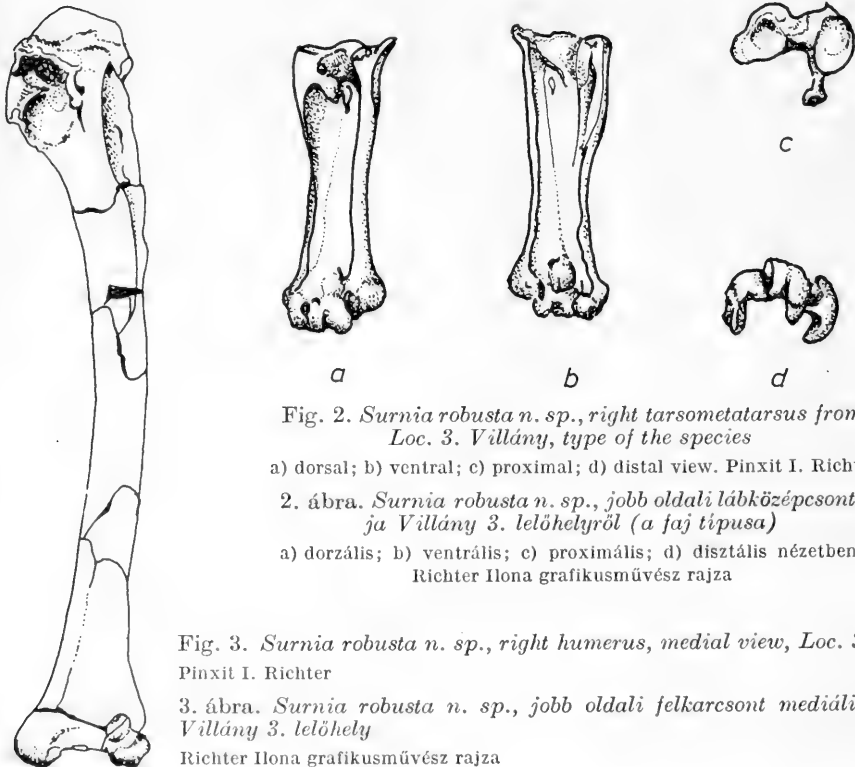 c
a
b
d
Fig. 2. Surnia robusta n. sp., right tarsometatarsus from
Loc. 3. Villány, type of the species
a) dorsal; b) ventral; c) proximal; d) distal view. Pinxit I. Richt
2. ábra. Surnia robusta n. sp., jobb oldali lábközépcsont
ja Villány 3. lelőhelyről (a faj típusa)
a) dorzális; b) ventrális; c) proximális; d) disztális nézetben
Richter Ilona grafikusművész rajza
Fig. 3. Surnia robusta n. sp., right humerus, medial view, Loc. 3
Pinxit I. Richter
3. ábra. Surnia robusta n. sp., jobb oldali felkarcsont mediáli
Villány 3. lelőhely
Richter Ilona grafikusművész rajza